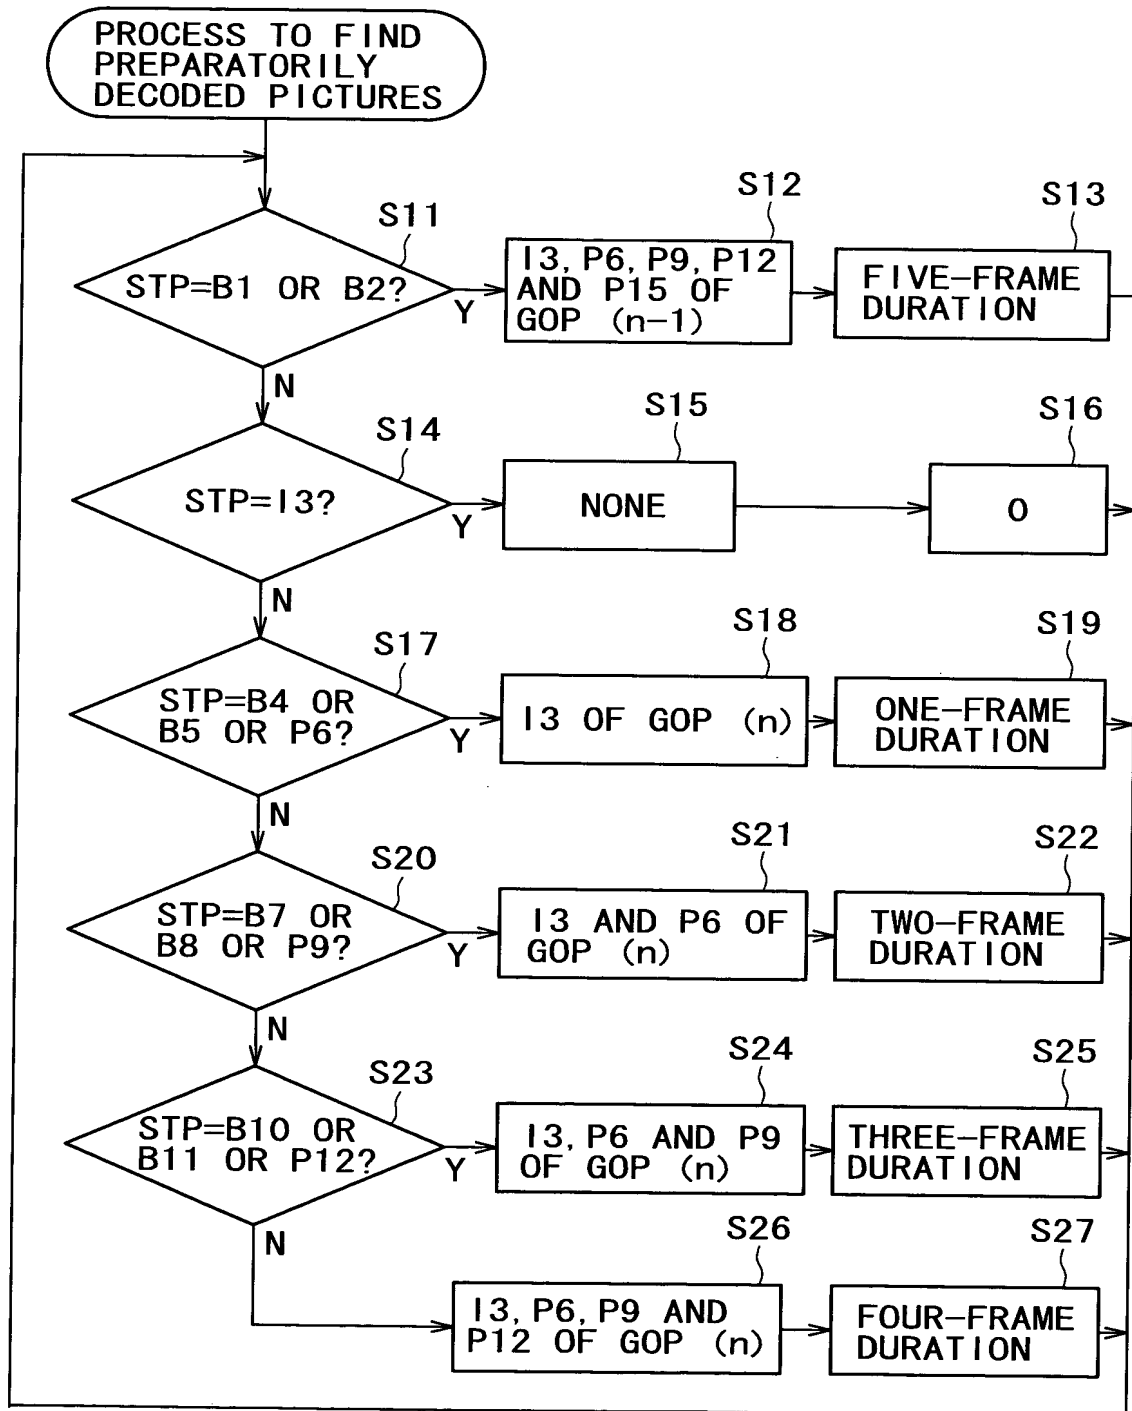 PROCESS TO FIND
PREPARATORILY
DECODED PICTURES
S11
STP=B1 OR B2?
Y
N
S12
I3, P6, P9, P12
AND P15 OF
GOP (n-1)
S13
FIVE-FRAME
DURATION
S14
STP=I3?
Y
N
S15
NONE
S16
0
S17
STP=B4 OR
B5 OR P6?
Y
N
S18
I3 OF GOP (n)
S19
ONE-FRAME
DURATION
S20
STP=B7 OR
B8 OR P9?
Y
N
S21
I3 AND P6 OF
GOP (n)
S22
TWO-FRAME
DURATION
S23
STP=B10 OR
B11 OR P12?
Y
N
S24
I3, P6 AND P9
OF GOP (n)
S25
THREE-FRAME
DURATION
S26
I3, P6, P9 AND
P12 OF GOP (n)
S27
FOUR-FRAME
DURATION